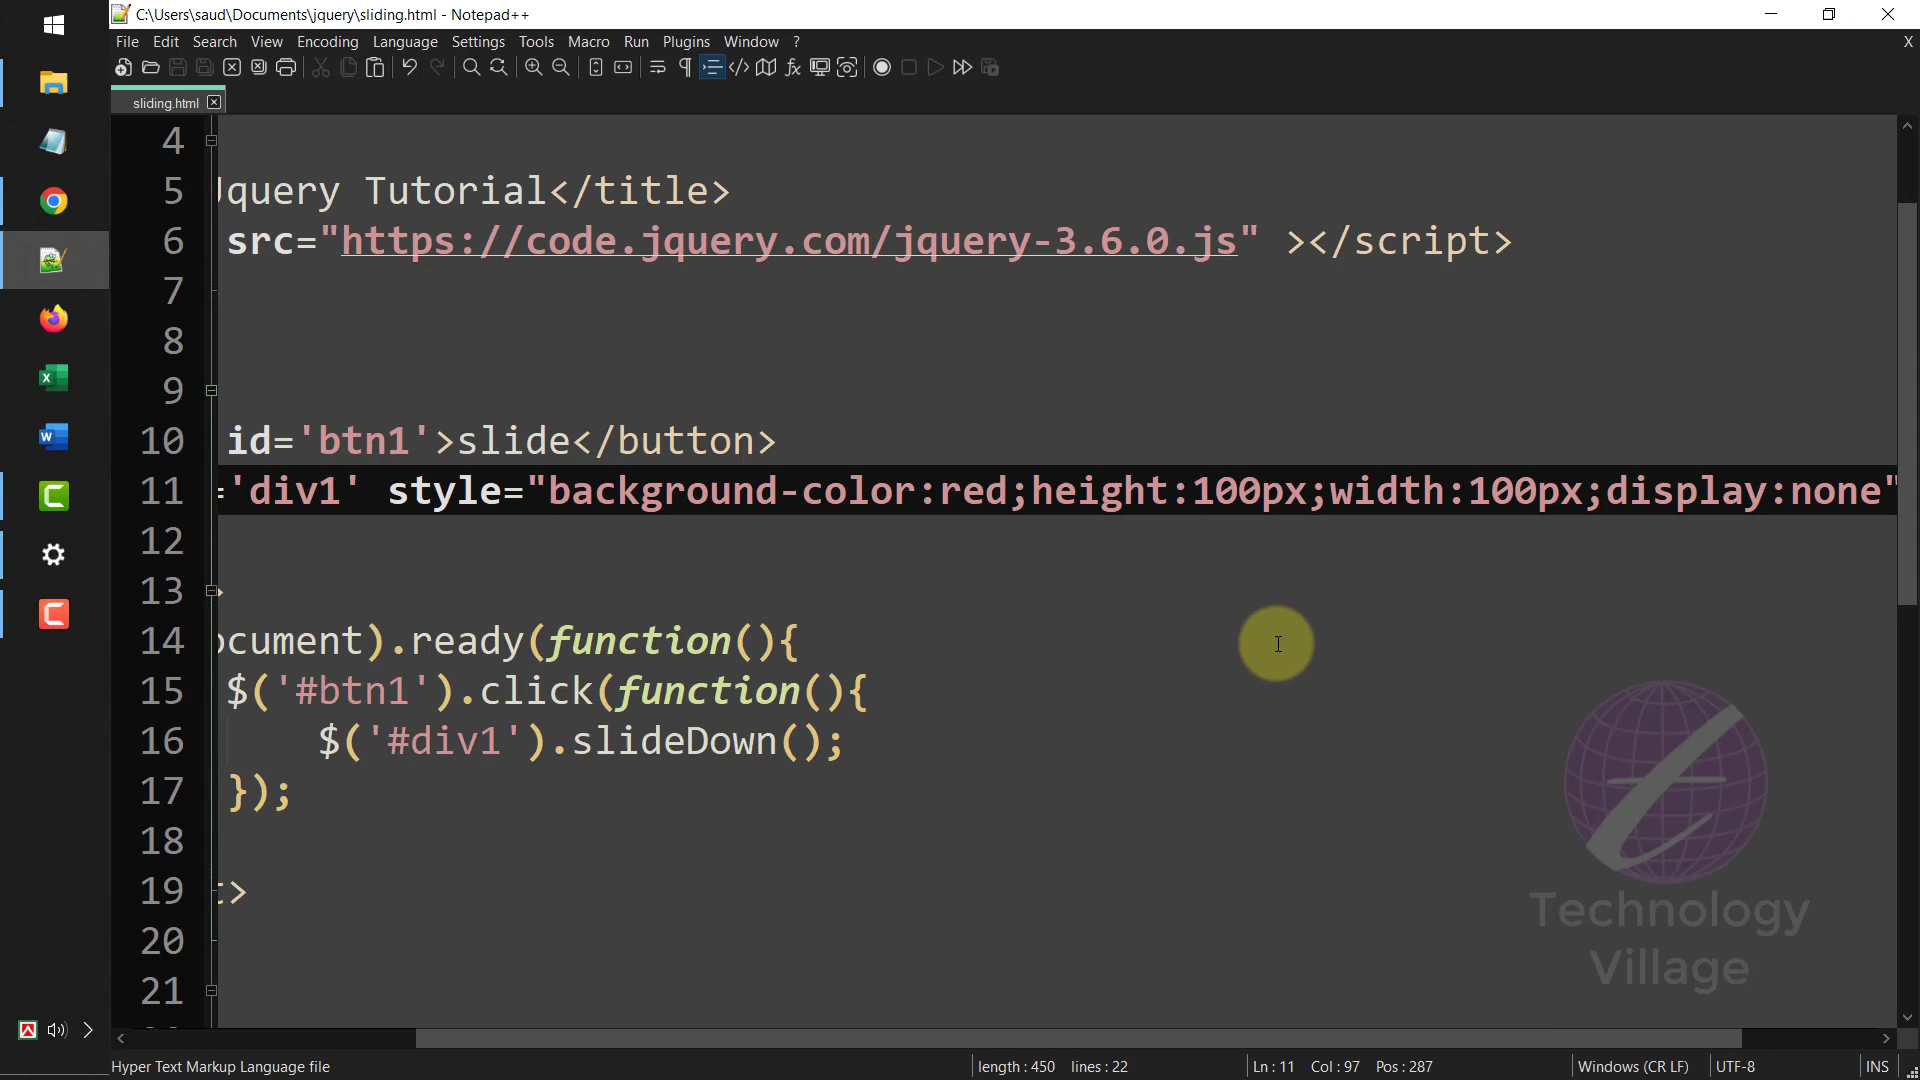 C:\Users\saud\Documents\jquery\sliding.html - Notepad++
File Edit Search View Encoding Language Settings Tools Macro Run Plugins Window ? X
sliding.html
4
5 Jquery Tutorial</title>
6 src="https://code.jquery.com/jquery-3.6.0.js" ></script>
7
8
9
10 id='btn1'>slide</button>
11 ='div1' style="background-color:red;height:100px;width:100px;display:none"
12
13 >
14 ocument).ready(function(){
15 $('#btn1').click(function(){
16 $('#div1').slideDown();
17 });
18
19 t>
20
21
Technology
Village
Hyper Text Markup Language file length : 450 lines : 22 Ln : 11 Col : 97 Pos : 287 Windows (CR LF) UTF-8 INS